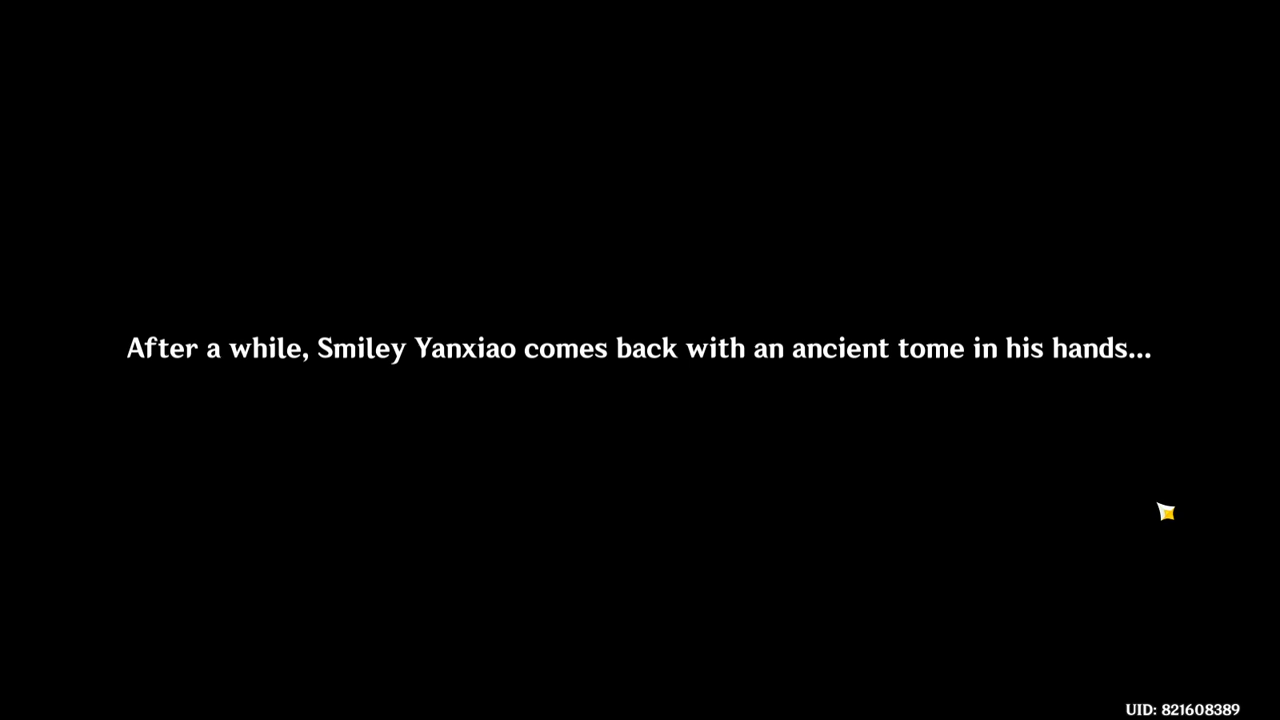 After a while, Smiley Yanxiao comes back with an ancient tome in his hands...
UID: 821608389